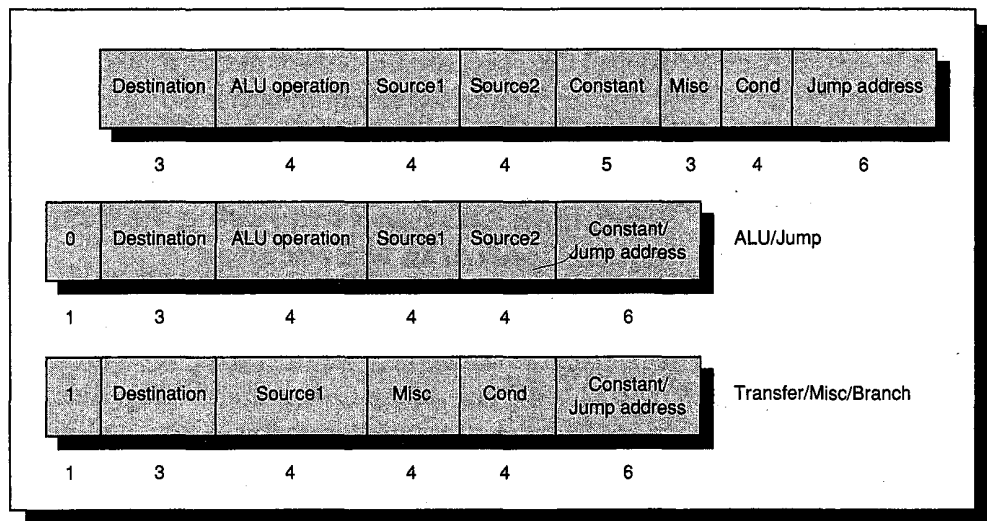 Destination ALU operation Source1 Source2 Constant Misc Cond Jump address
3 4 4 4 5 3 4 6
0 Destination ALU operation Source1 Source2 Constant/
Jump address ALU/Jump
1 3 4 4 4 6
1 Destination Source1 Misc Cond Constant/
Jump address Transfer/Misc/Branch
1 3 4 4 4 6